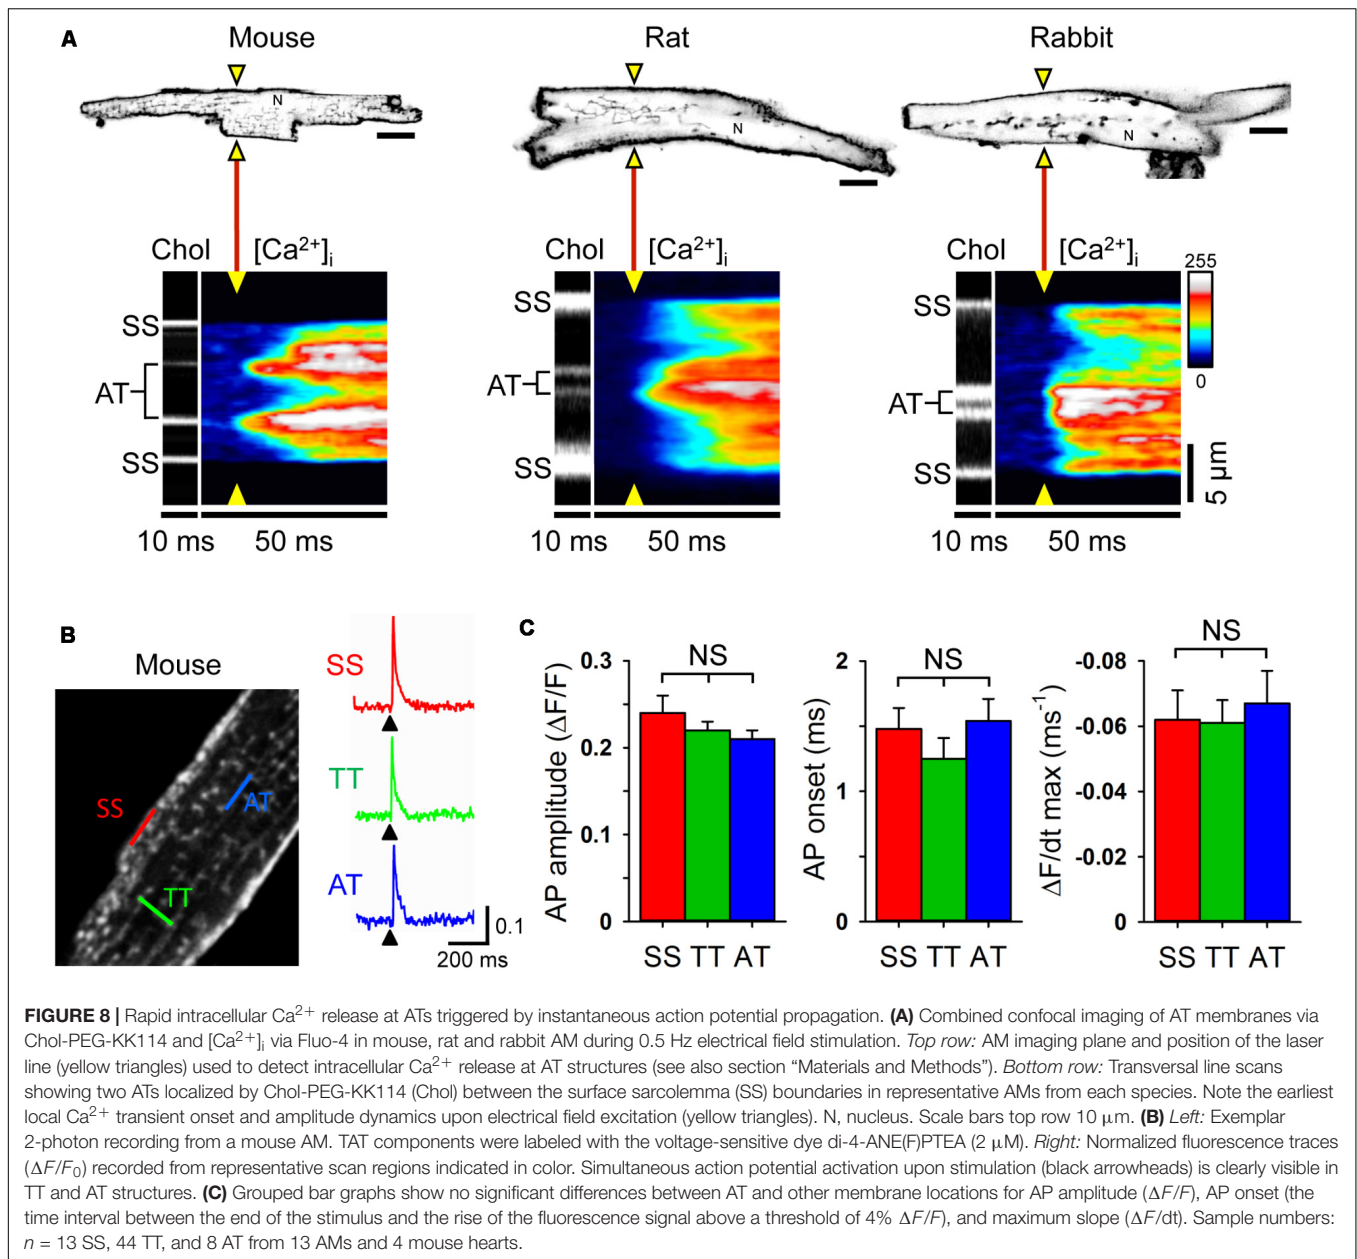 A
Mouse
Rat
Rabbit
N
N
N
Chol [Ca²⁺]ᵢ
Chol [Ca²⁺]ᵢ
Chol [Ca²⁺]ᵢ
255
0
SS
AT
SS
SS
AT
SS
SS
AT
SS
5 µm
10 ms 50 ms
10 ms 50 ms
10 ms 50 ms
B
Mouse
SS
AT
TT
SS
TT
AT
0.1
200 ms
C
NS
AP amplitude (ΔF/F)
0.3
0.2
0.1
0
SS TT AT
NS
AP onset (ms)
2
1
0
SS TT AT
NS
ΔF/dt max (ms⁻¹)
-0.08
-0.06
-0.04
-0.02
0
SS TT AT
FIGURE 8 | Rapid intracellular Ca²⁺ release at ATs triggered by instantaneous action potential propagation. (A) Combined confocal imaging of AT membranes via
Chol-PEG-KK114 and [Ca²⁺]ᵢ via Fluo-4 in mouse, rat and rabbit AM during 0.5 Hz electrical field stimulation. Top row: AM imaging plane and position of the laser
line (yellow triangles) used to detect intracellular Ca²⁺ release at AT structures (see also section “Materials and Methods”). Bottom row: Transversal line scans
showing two ATs localized by Chol-PEG-KK114 (Chol) between the surface sarcolemma (SS) boundaries in representative AMs from each species. Note the earliest
local Ca²⁺ transient onset and amplitude dynamics upon electrical field excitation (yellow triangles). N, nucleus. Scale bars top row 10 µm. (B) Left: Exemplar
2-photon recording from a mouse AM. TAT components were labeled with the voltage-sensitive dye di-4-ANE(F)PTEA (2 µM). Right: Normalized fluorescence traces
(ΔF/F₀) recorded from representative scan regions indicated in color. Simultaneous action potential activation upon stimulation (black arrowheads) is clearly visible in
TT and AT structures. (C) Grouped bar graphs show no significant differences between AT and other membrane locations for AP amplitude (ΔF/F), AP onset (the
time interval between the end of the stimulus and the rise of the fluorescence signal above a threshold of 4% ΔF/F), and maximum slope (ΔF/dt). Sample numbers:
n = 13 SS, 44 TT, and 8 AT from 13 AMs and 4 mouse hearts.